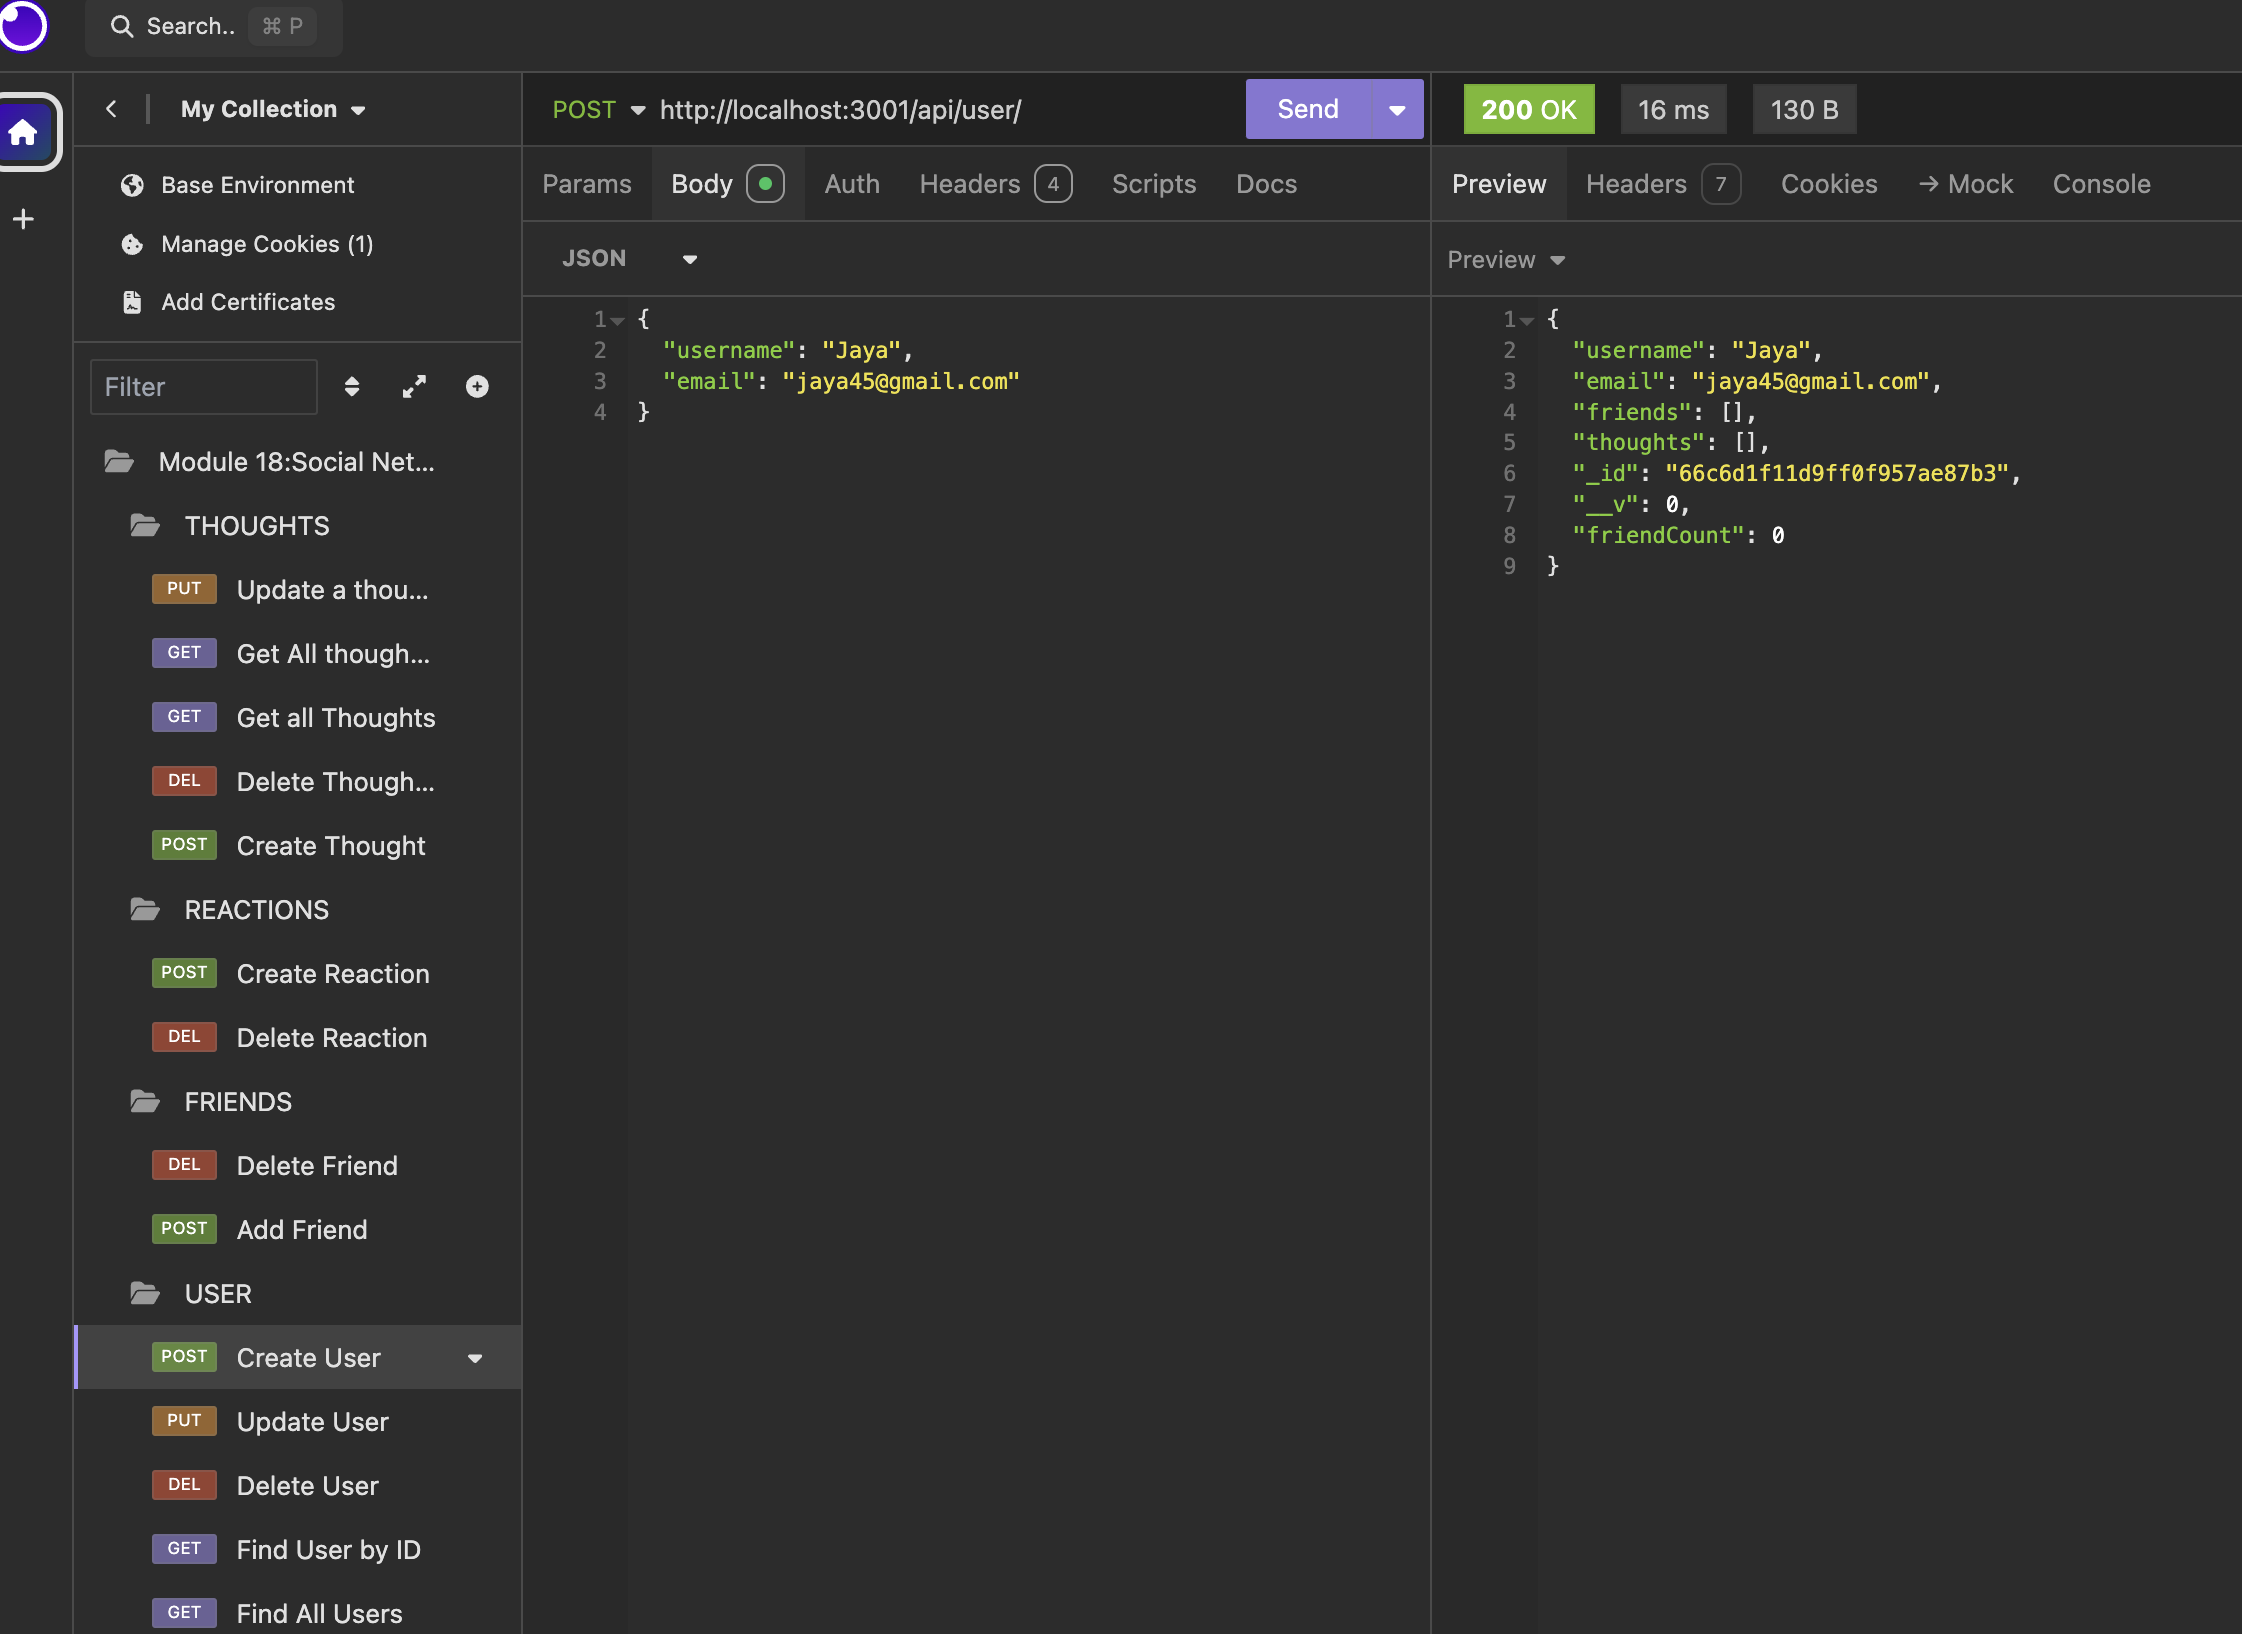 Search.. ⌘ P
My Collection
Base Environment
Manage Cookies (1)
Add Certificates
Filter
Module 18:Social Net...
THOUGHTS
PUT Update a thou...
GET Get All though...
GET Get all Thoughts
DEL Delete Though...
POST Create Thought
REACTIONS
POST Create Reaction
DEL Delete Reaction
FRIENDS
DEL Delete Friend
POST Add Friend
USER
POST Create User
PUT Update User
DEL Delete User
GET Find User by ID
GET Find All Users
POST http://localhost:3001/api/user/ Send
Params Body Auth Headers 4 Scripts Docs
JSON
1 {
2 "username": "Jaya",
3 "email": "jaya45@gmail.com"
4 }
200 OK 16 ms 130 B
Preview Headers 7 Cookies → Mock Console
Preview
1 {
2 "username": "Jaya",
3 "email": "jaya45@gmail.com",
4 "friends": [],
5 "thoughts": [],
6 "_id": "66c6d1f11d9ff0f957ae87b3",
7 "__v": 0,
8 "friendCount": 0
9 }